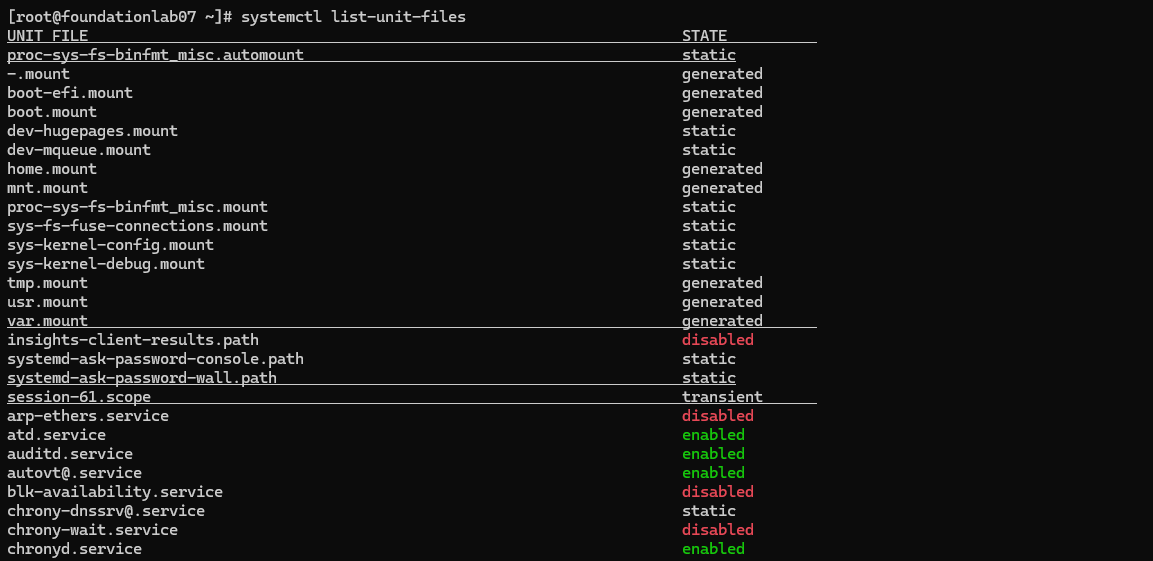 [root@foundationlab07 ~]# systemctl list-unit-files
UNIT FILE STATE
proc-sys-fs-binfmt_misc.automount static
-.mount generated
boot-efi.mount generated
boot.mount generated
dev-hugepages.mount static
dev-mqueue.mount static
home.mount generated
mnt.mount generated
proc-sys-fs-binfmt_misc.mount static
sys-fs-fuse-connections.mount static
sys-kernel-config.mount static
sys-kernel-debug.mount static
tmp.mount generated
usr.mount generated
var.mount generated
insights-client-results.path disabled
systemd-ask-password-console.path static
systemd-ask-password-wall.path static
session-61.scope transient
arp-ethers.service disabled
atd.service enabled
auditd.service enabled
autovt@.service enabled
blk-availability.service disabled
chrony-dnssrv@.service static
chrony-wait.service disabled
chronyd.service enabled